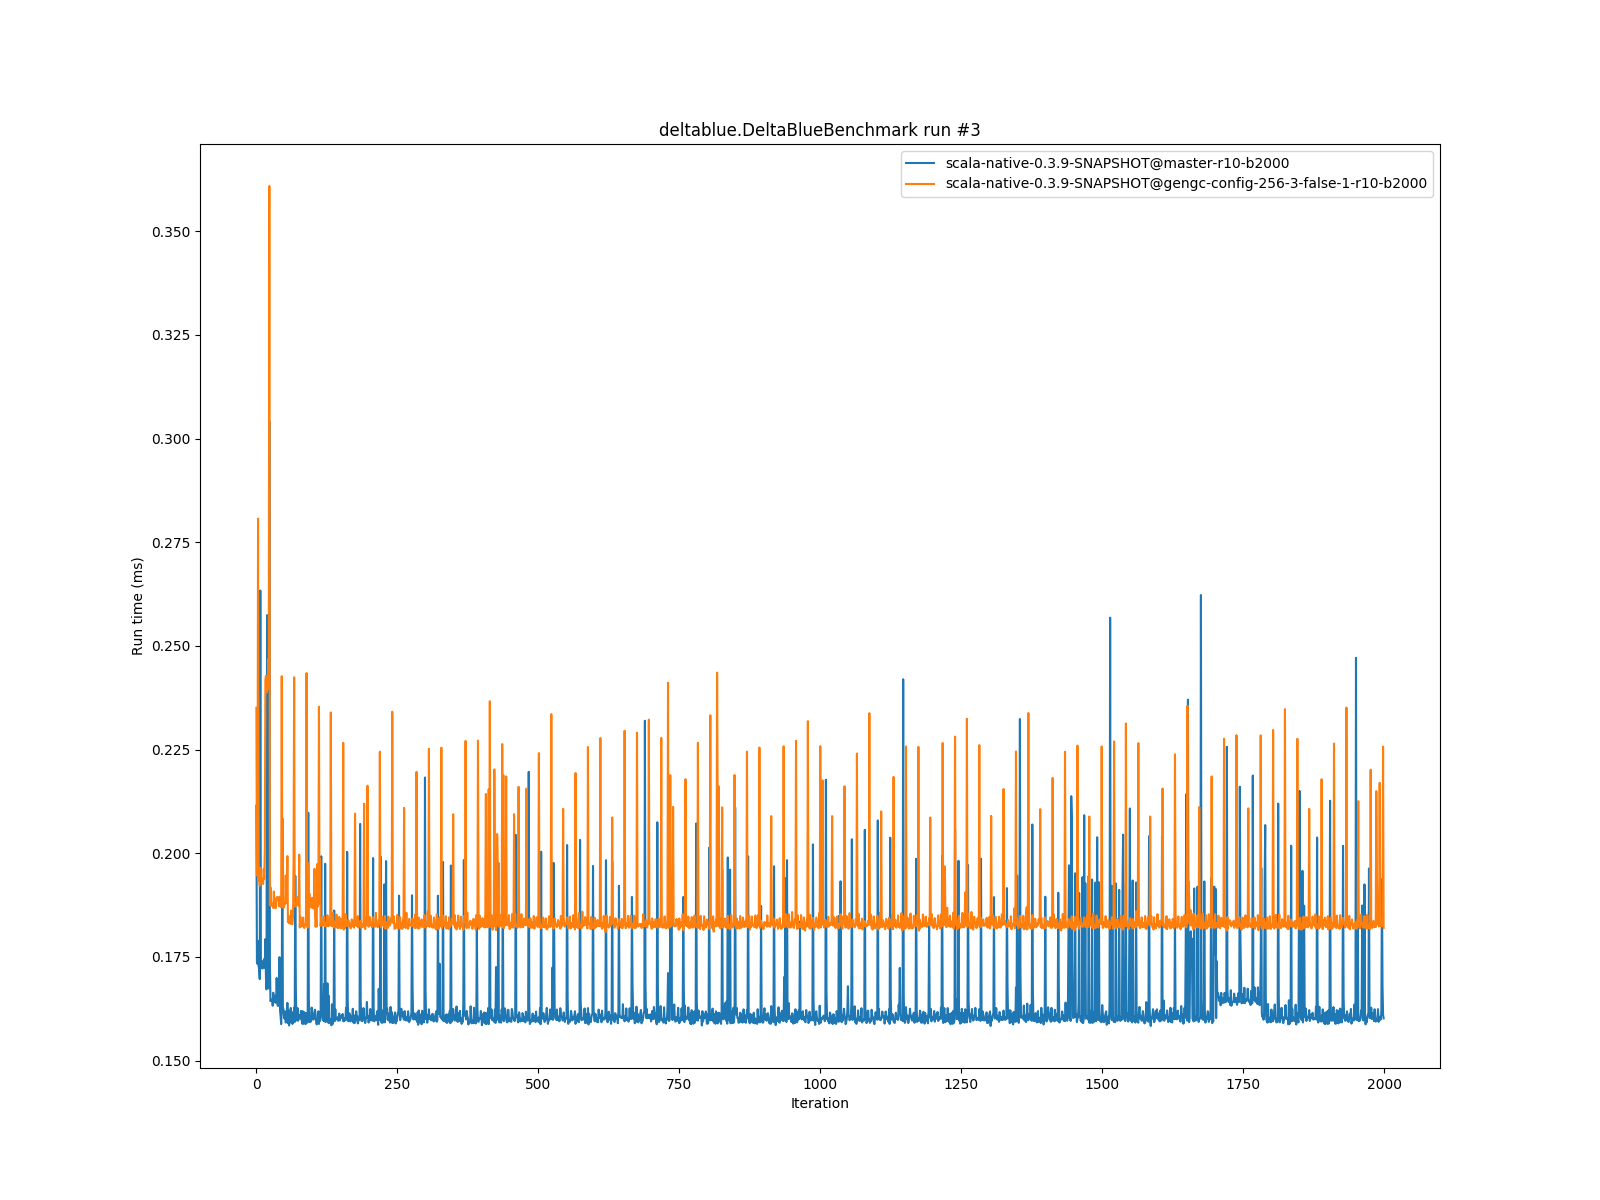 deltablue.DeltaBlueBenchmark run #3
scala-native-0.3.9-SNAPSHOT@master-r10-b2000
scala-native-0.3.9-SNAPSHOT@gengc-config-256-3-false-1-r10-b2000
Run time (ms)
0.350
0.325
0.300
0.275
0.250
0.225
0.200
0.175
0.150
0 250 500 750 1000 1250 1500 1750 2000
Iteration